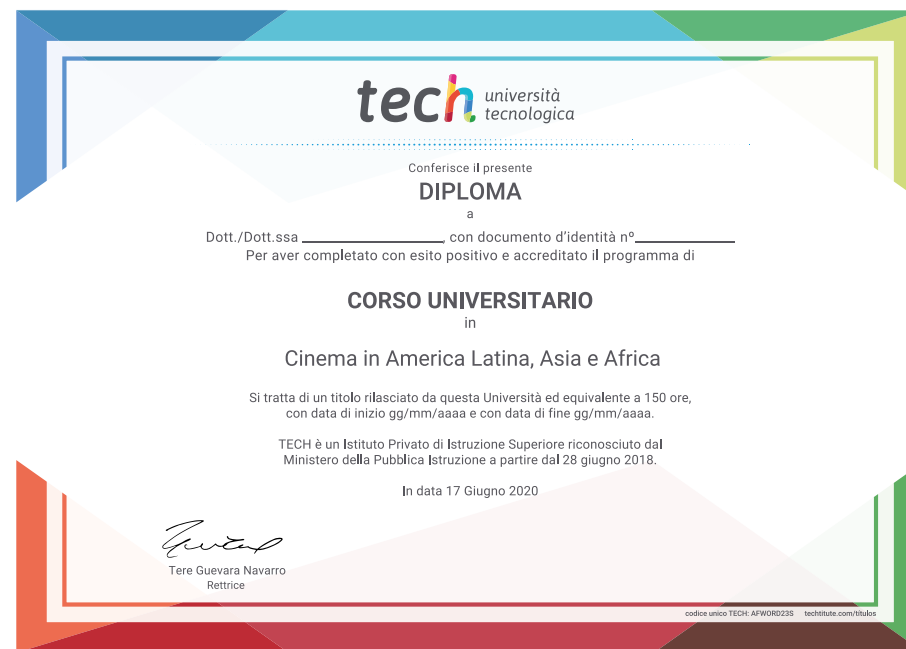 tech università
tecnologica
Conferisce il presente
DIPLOMA
a
Dott./Dott.ssa ____________________, con documento d'identità nº______________
Per aver completato con esito positivo e accreditato il programma di
CORSO UNIVERSITARIO
in
Cinema in America Latina, Asia e Africa
Si tratta di un titolo rilasciato da questa Università ed equivalente a 150 ore,
con data di inizio gg/mm/aaaa e con data di fine gg/mm/aaaa.
TECH è un Istituto Privato di Istruzione Superiore riconosciuto dal
Ministero della Pubblica Istruzione a partire dal 28 giugno 2018.
In data 17 Giugno 2020
Tere Guevara Navarro
Rettrice
codice unico TECH: AFWORD23S techtitute.com/titulos